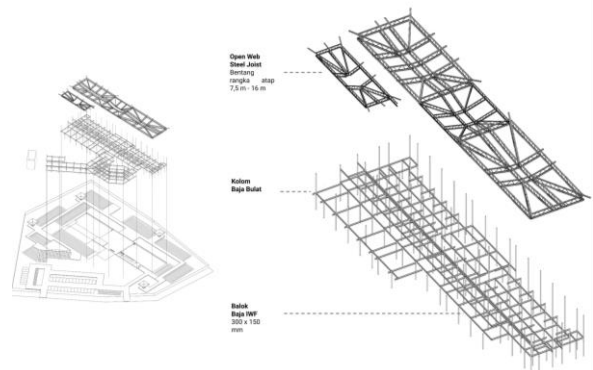 Open Web
Steel Joist
Bentang
rangka atap
7,5 m - 16 m
Kolom
Baja Bulat
Balok
Baja IWF
300 x 150
mm